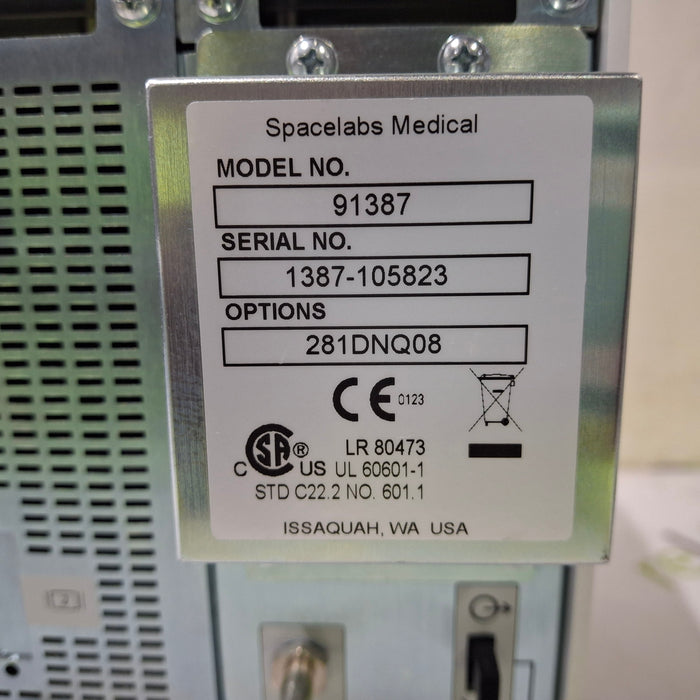 Spacelabs Medical
MODEL NO.
91387
SERIAL NO.
1387-105823
OPTIONS
281DNQ08
CE 0123
CSA ® LR 80473
C US UL 60601-1
STD C22.2 NO. 601.1
ISSAQUAH, WA USA